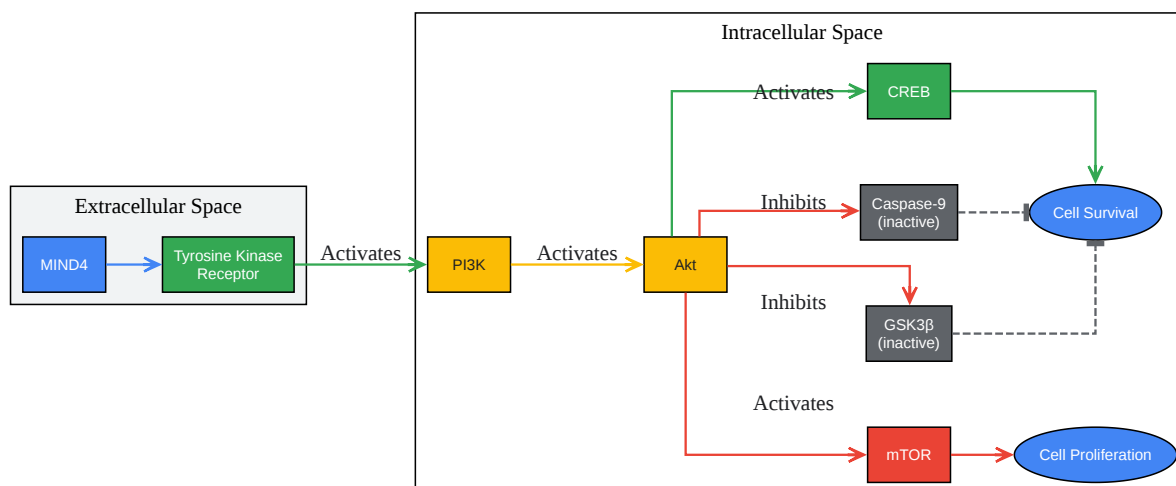 Intracellular Space
Activates
CREB
Extracellular Space
Inhibits
Caspase-9
(inactive)
Cell Survival
MIND4
Tyrosine Kinase
Receptor
Activates
PI3K
Activates
Akt
Inhibits
GSK3β
(inactive)
Activates
mTOR
Cell Proliferation